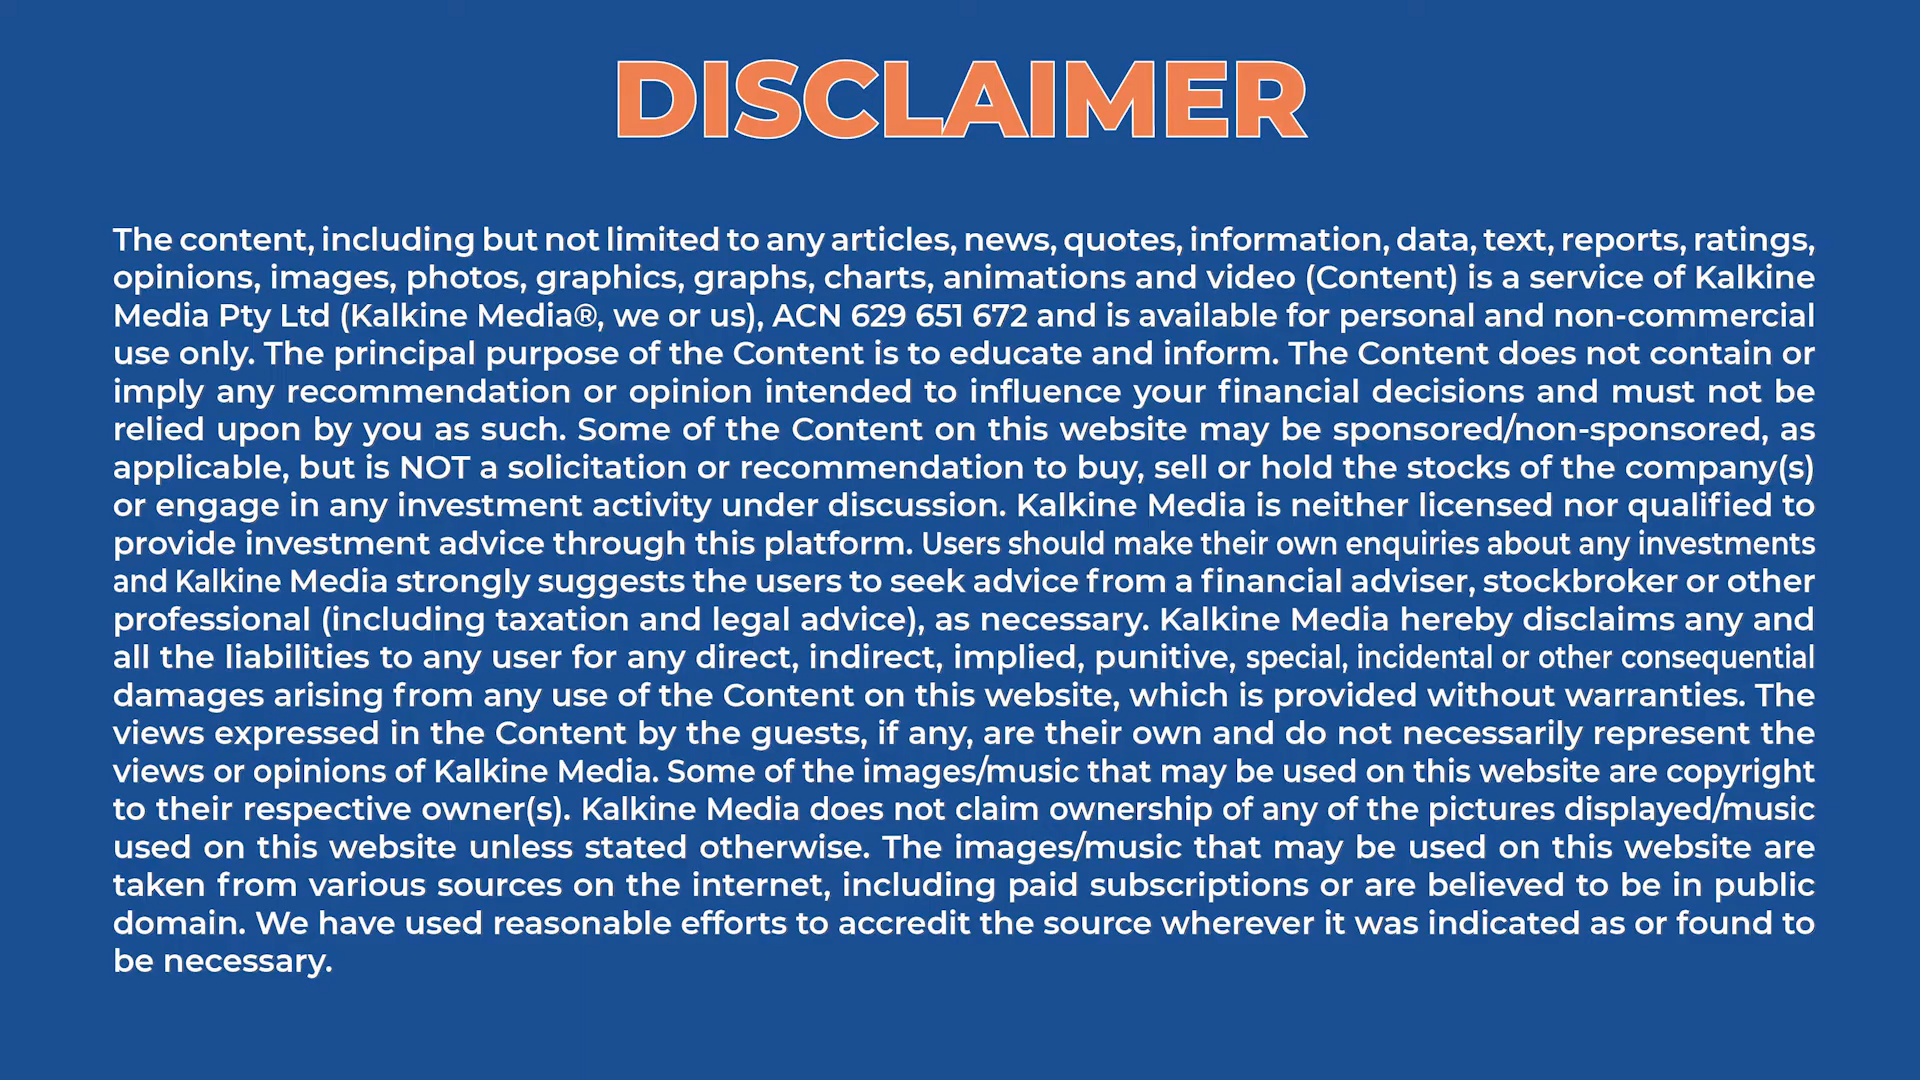 DISCLAIMER
The content, including but not limited to any articles, news, quotes, information, data, text, reports, ratings,
opinions, images, photos, graphics, graphs, charts, animations and video (Content) is a service of Kalkine
Media Pty Ltd (Kalkine Media®, we or us), ACN 629 651 672 and is available for personal and non-commercial
use only. The principal purpose of the Content is to educate and inform. The Content does not contain or
imply any recommendation or opinion intended to influence your financial decisions and must not be
relied upon by you as such. Some of the Content on this website may be sponsored/non-sponsored, as
applicable, but is NOT a solicitation or recommendation to buy, sell or hold the stocks of the company(s)
or engage in any investment activity under discussion. Kalkine Media is neither licensed nor qualified to
provide investment advice through this platform. Users should make their own enquiries about any investments
and Kalkine Media strongly suggests the users to seek advice from a financial adviser, stockbroker or other
professional (including taxation and legal advice), as necessary. Kalkine Media hereby disclaims any and
all the liabilities to any user for any direct, indirect, implied, punitive, special, incidental or other consequential
damages arising from any use of the Content on this website, which is provided without warranties. The
views expressed in the Content by the guests, if any, are their own and do not necessarily represent the
views or opinions of Kalkine Media. Some of the images/music that may be used on this website are copyright
to their respective owner(s). Kalkine Media does not claim ownership of any of the pictures displayed/music
used on this website unless stated otherwise. The images/music that may be used on this website are
taken from various sources on the internet, including paid subscriptions or are believed to be in public
domain. We have used reasonable efforts to accredit the source wherever it was indicated as or found to
be necessary.